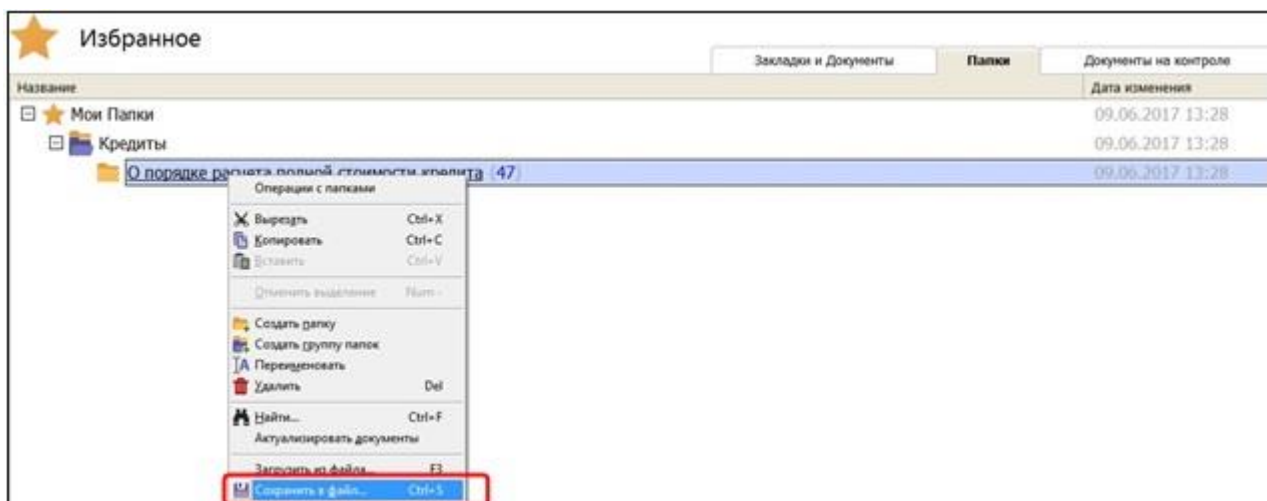 Избранное
Закладки и Документы Папки Документы на контроле
Название Дата изменения
Мои Папки 09.06.2017 13:28
Кредиты 09.06.2017 13:28
О порядке расчета полной стоимости кредита (47) 09.06.2017 13:28
Операции с папками
Вырезать Ctrl+X
Копировать Ctrl+C
Вставить Ctrl+V
Отменить выделение Num -
Создать папку
Создать группу папок
Переименовать
Удалить Del
Найти... Ctrl+F
Актуализировать документы
Загрузить из файла... F3
Сохранить в файл... Ctrl+S